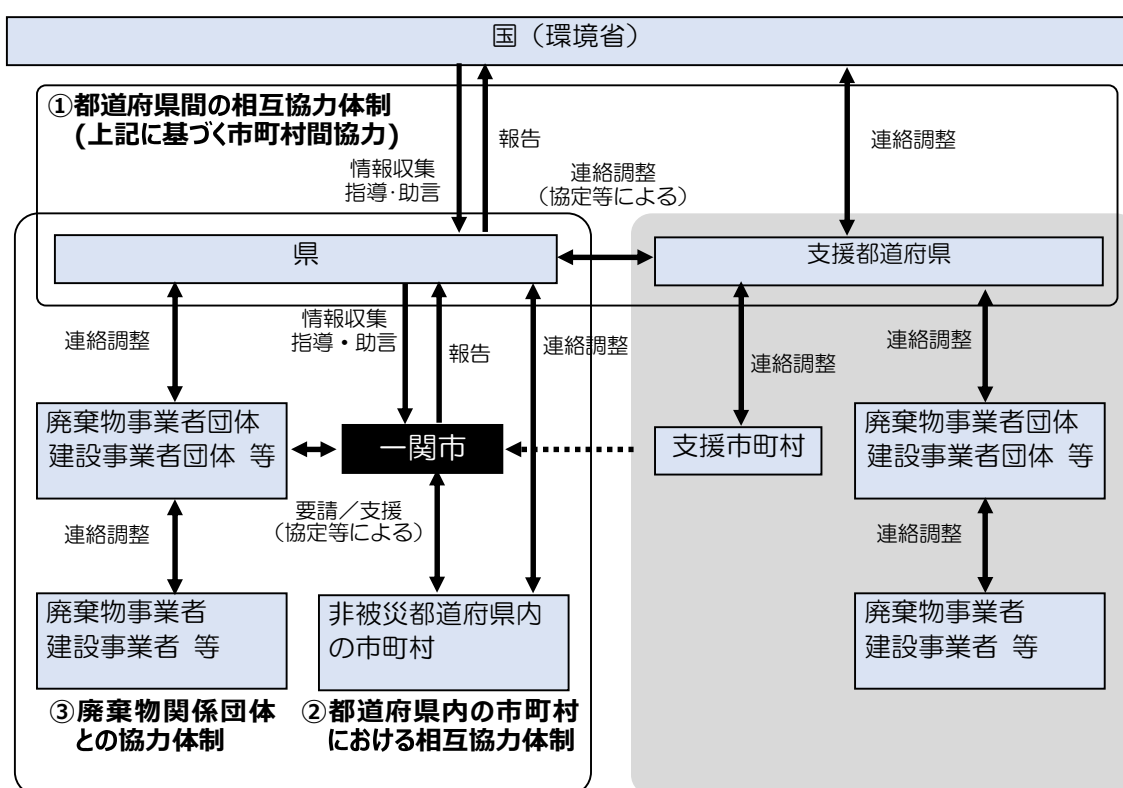 国（環境省）
①都道府県間の相互協力体制
(上記に基づく市町村間協力)
報告
連絡調整
情報収集
指導･助言
連絡調整
（協定等による）
県
支援都道府県
情報収集
指導・助言
連絡調整
報告
連絡調整
連絡調整
連絡調整
廃棄物事業者団体
建設事業者団体 等
一関市
支援市町村
廃棄物事業者団体
建設事業者団体 等
要請／支援
（協定等による）
連絡調整
連絡調整
廃棄物事業者
建設事業者 等
非被災都道府県内
の市町村
廃棄物事業者
建設事業者 等
③廃棄物関係団体
との協力体制
②都道府県内の市町村
における相互協力体制